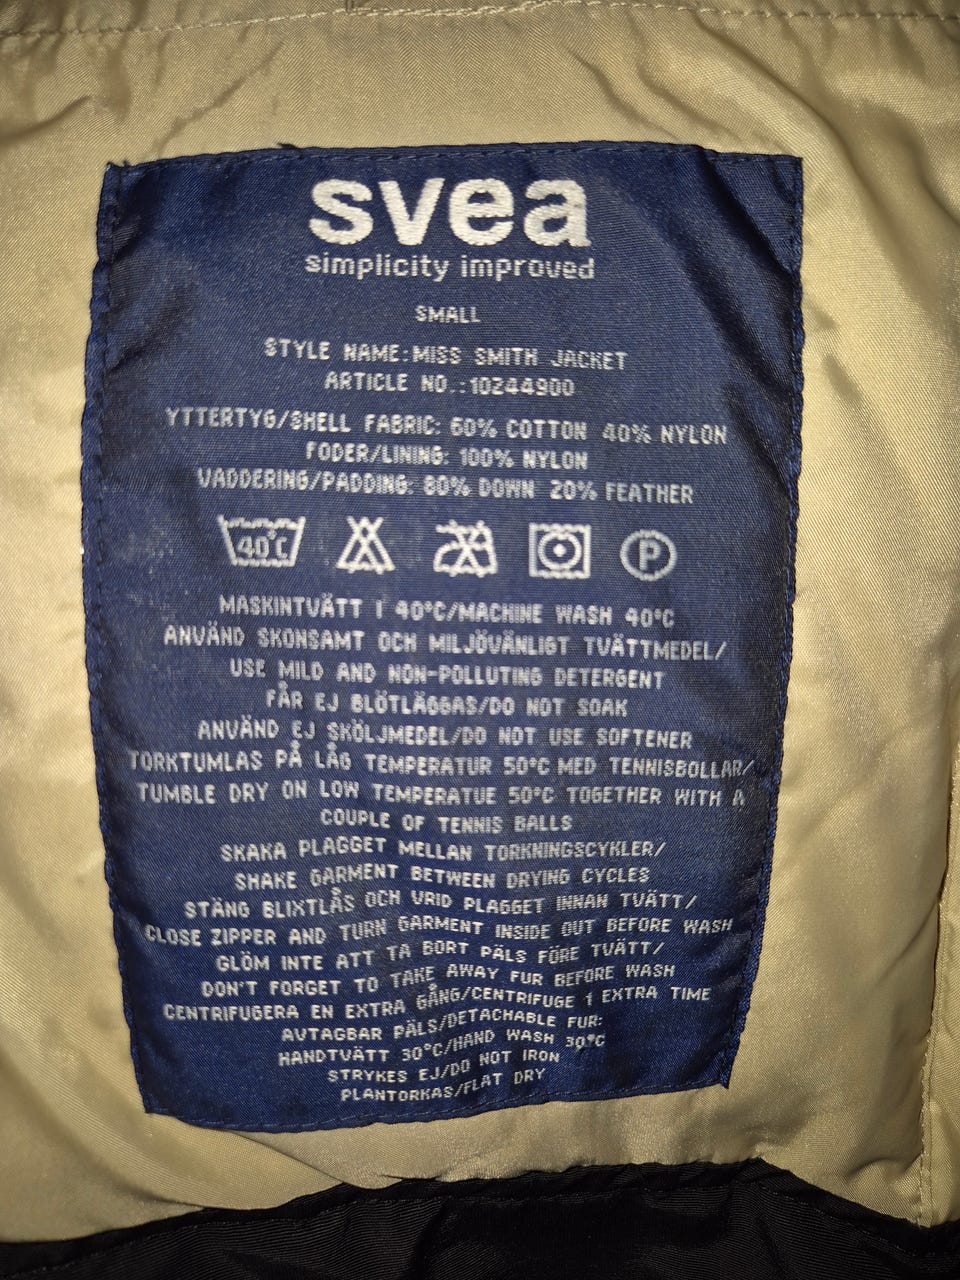 svea
simplicity improved
SMALL
STYLE NAME: MISS SMITH JACKET
ARTICLE NO.: 10244900
YTTERTYG/SHELL FABRIC: 60% COTTON 40% NYLON
FODER/LINING: 100% NYLON
VADDERING/PADDING: 80% DOWN 20% FEATHER
40°C P
MASKINTVÄTT I 40°C/MACHINE WASH 40°C
ANVÄND SKONSAMT OCH MILJÖVÄNLIGT TVÄTTMEDEL/
USE MILD AND NON-POLLUTING DETERGENT
FÅR EJ BLÖTLÄGGAS/DO NOT SOAK
ANVÄND EJ SKÖLJMEDEL/DO NOT USE SOFTENER
TORKTUMLAS PÅ LÅG TEMPERATUR 50°C MED TENNISBOLLAR/
TUMBLE DRY ON LOW TEMPERATUE 50°C TOGETHER WITH A
COUPLE OF TENNIS BALLS
SKAKA PLAGGET MELLAN TORKNINGSCYKLER/
SHAKE GARMENT BETWEEN DRYING CYCLES
STÄNG BLIXTLÅS OCH VRID PLAGGET INNAN TVÄTT/
CLOSE ZIPPER AND TURN GARMENT INSIDE OUT BEFORE WASH
GLÖM INTE ATT TA BORT PÄLS FÖRE TVÄTT/
DON'T FORGET TO TAKE AWAY FUR BEFORE WASH
CENTRIFUGERA EN EXTRA GÅNG/CENTRIFUGE 1 EXTRA TIME
AVTAGBAR PÄLS/DETACHABLE FUR:
HANDTVÄTT 30°C/HAND WASH 30°C
STRYKES EJ/DO NOT IRON
PLANTORKAS/FLAT DRY